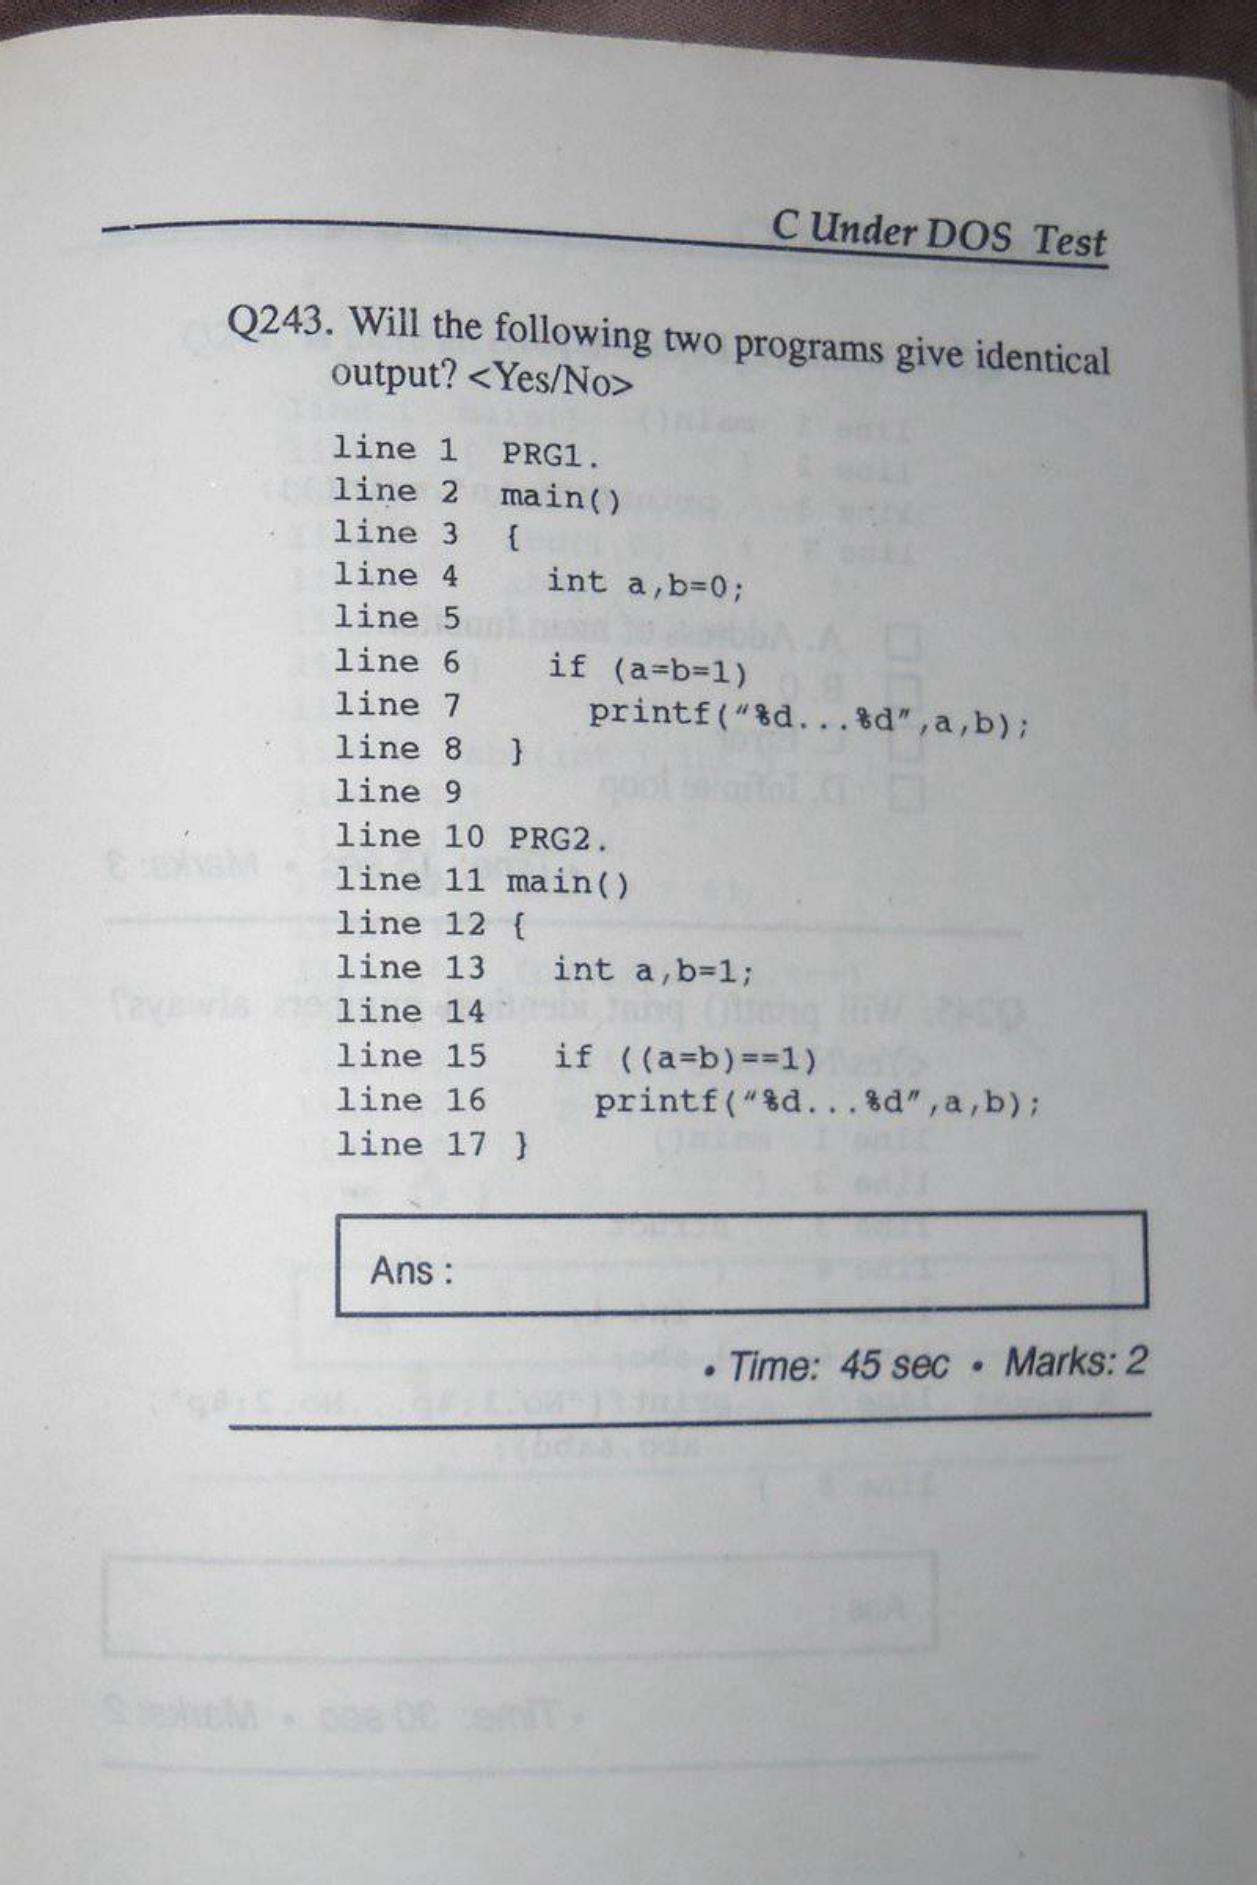 C Under DOS Test
Q243. Will the following two programs give identical
output? <Yes/No>
line 1 PRG1.
line 2 main()
line 3 {
line 4 int a,b=0;
line 5
line 6 if (a=b=1)
line 7 printf("%d...%d",a,b);
line 8 }
line 9
line 10 PRG2.
line 11 main()
line 12 {
line 13 int a,b=1;
line 14
line 15 if ((a=b)==1)
line 16 printf("%d...%d",a,b);
line 17 }
Ans :
• Time: 45 sec • Marks: 2